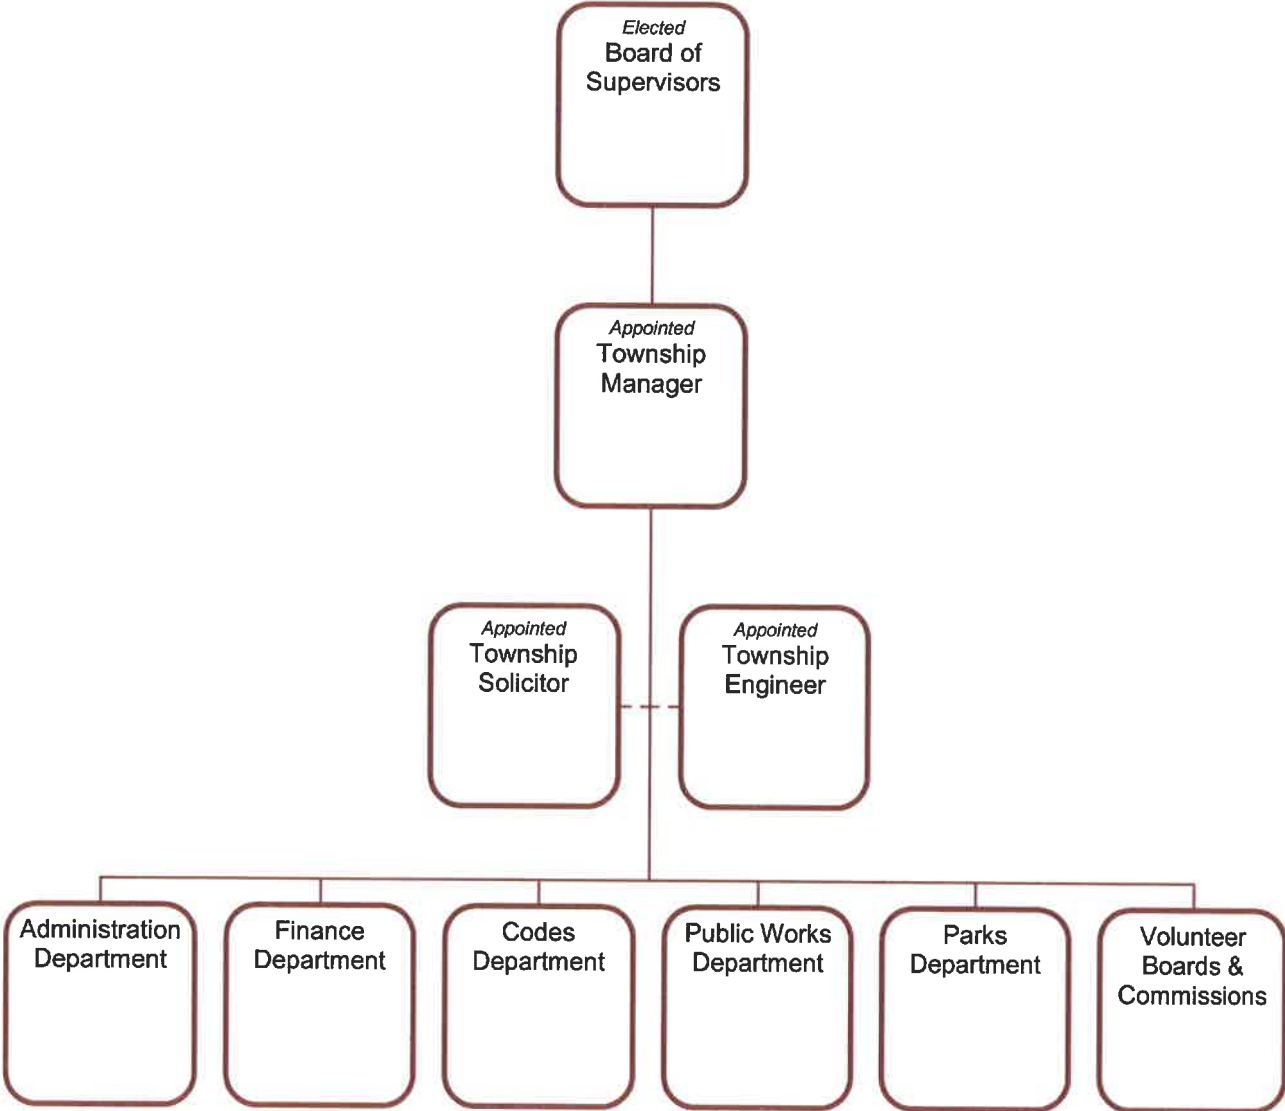 Elected
Board of
Supervisors
Appointed
Township
Manager
Appointed
Township
Solicitor
Appointed
Township
Engineer
Administration
Department
Finance
Department
Codes
Department
Public Works
Department
Parks
Department
Volunteer
Boards &
Commissions